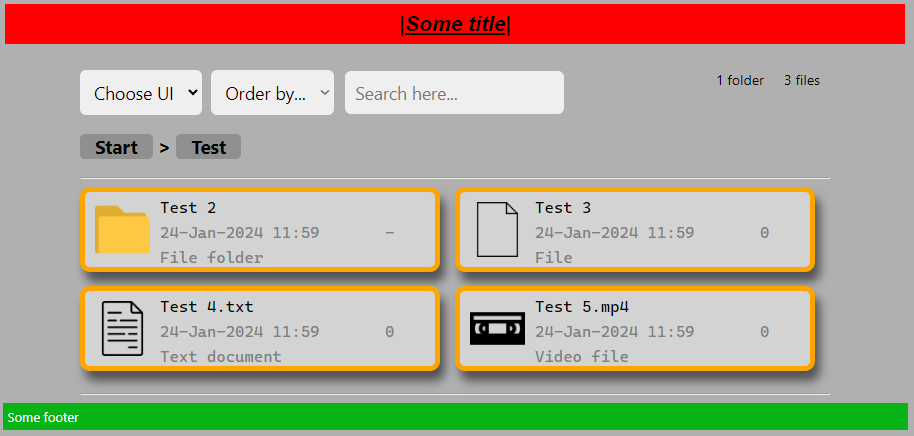 |Some title|
Choose UI Order by... Search here... 1 folder 3 files
Start > Test
Test 2
24-Jan-2024 11:59 -
File folder
Test 3
24-Jan-2024 11:59 0
File
Test 4.txt
24-Jan-2024 11:59 0
Text document
Test 5.mp4
24-Jan-2024 11:59 0
Video file
Some footer